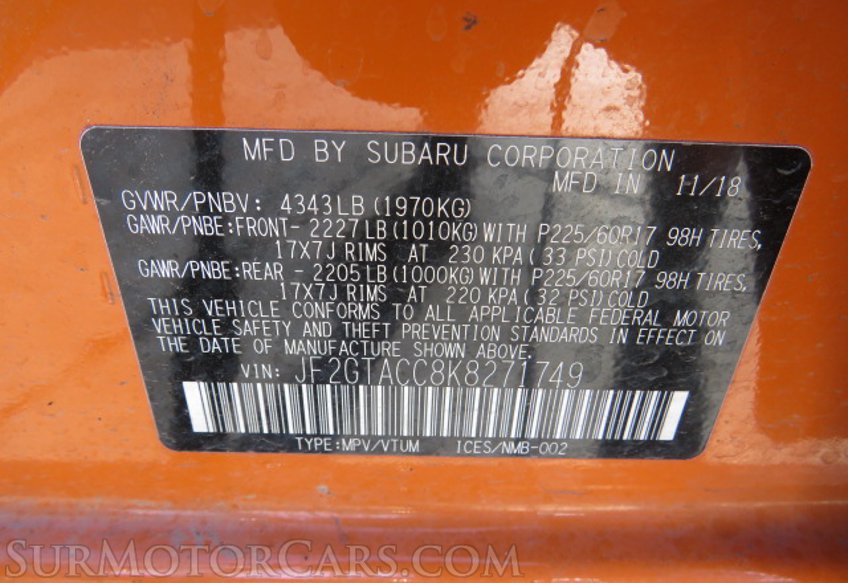 MFD BY SUBARU CORPORATION
MFD IN 11/18
GVWR/PNBV: 4343LB(1970KG)
GAWR/PNBE:FRONT- 2227LB(1010KG)WITH P225/60R17 98H TIRES,
17X7J RIMS AT 230 KPA(33 PSI)COLD
GAWR/PNBE:REAR - 2205LB(1000KG)WITH P225/60R17 98H TIRES,
17X7J RIMS AT 220 KPA(32 PSI)COLD
THIS VEHICLE CONFORMS TO ALL APPLICABLE FEDERAL MOTOR
VEHICLE SAFETY AND THEFT PREVENTION STANDARDS IN EFFECT ON
THE DATE OF MANUFACTURE SHOWN ABOVE.
VIN: JF2GTACC8K8271749
TYPE:MPV/VTUM ICES/NMB-002
SurMotorCars.com